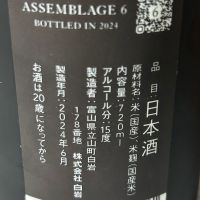 ASSEMBLAGE 6
BOTTLED IN 2024
品目：日本酒
原材料名：米（国産）、米麹（国産米）
内容量：720ml
アルコール分：15度
製造者：富山県立山町白岩
178番地 株式会社 白岩
製造年月：2024年6月
お酒は20歳になってから